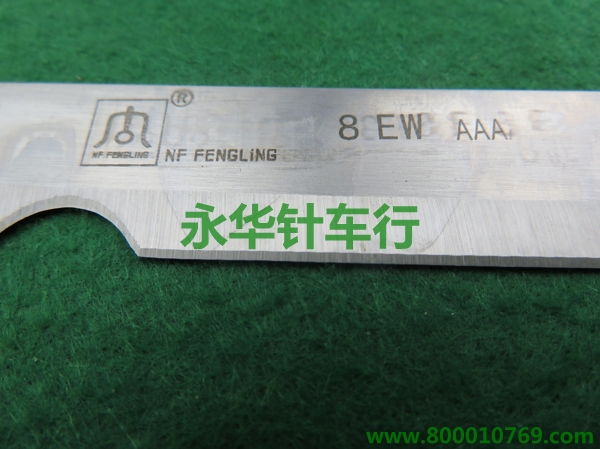 ®
8 EW AAA
NF FENGLING
NF FENGLING
永华针车行
www.800010769.com